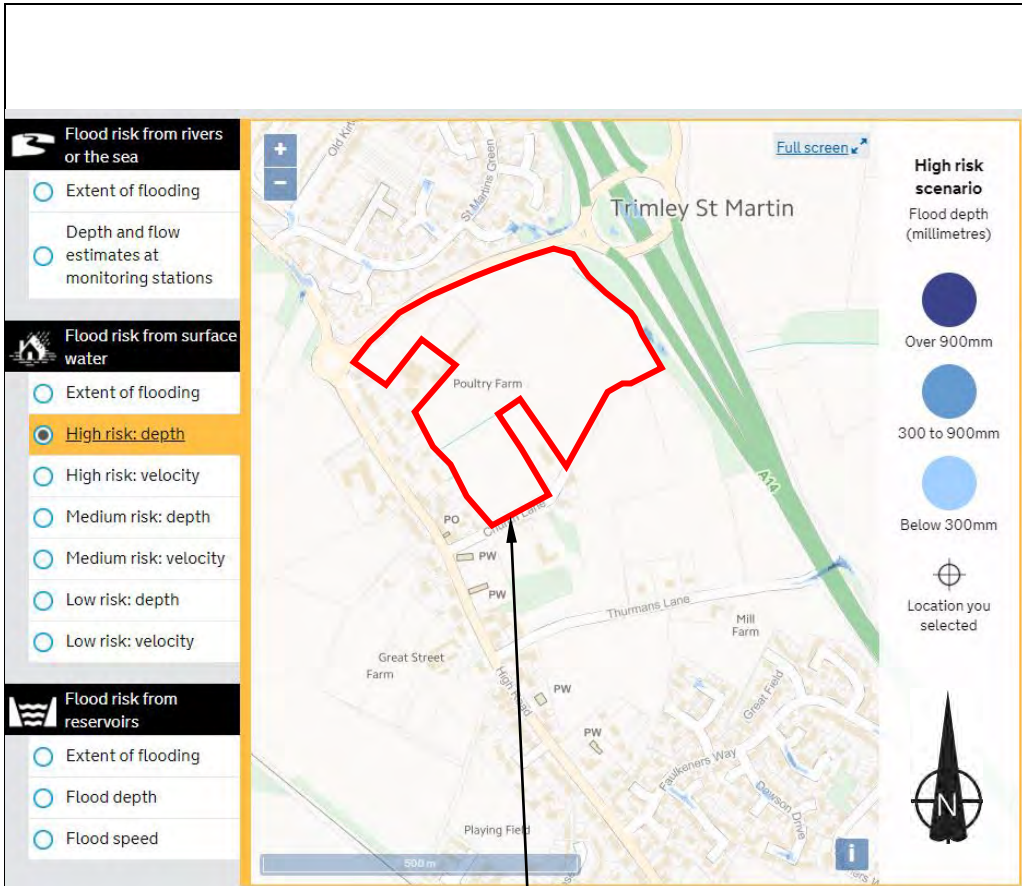 Flood risk from rivers
or the sea
Extent of flooding
Depth and flow
estimates at
monitoring stations
Flood risk from surface
water
Extent of flooding
High risk: depth
High risk: velocity
Medium risk: depth
Medium risk: velocity
Low risk: depth
Low risk: velocity
Flood risk from
reservoirs
Extent of flooding
Flood depth
Flood speed
+
−
Old Kirt
St Martins Green
Full screen
Trimley St Martin
Poultry Farm
A14
PO
Church Lane
PW
PW
Thurmans Lane
Mill
Farm
Great Street
Farm
High Road
PW
PW
Great Field
Faulkeners Way
Dawson Drive
Playing Field
500 m
i
High risk
scenario
Flood depth
(millimetres)
Over 900mm
300 to 900mm
Below 300mm
Location you
selected
N